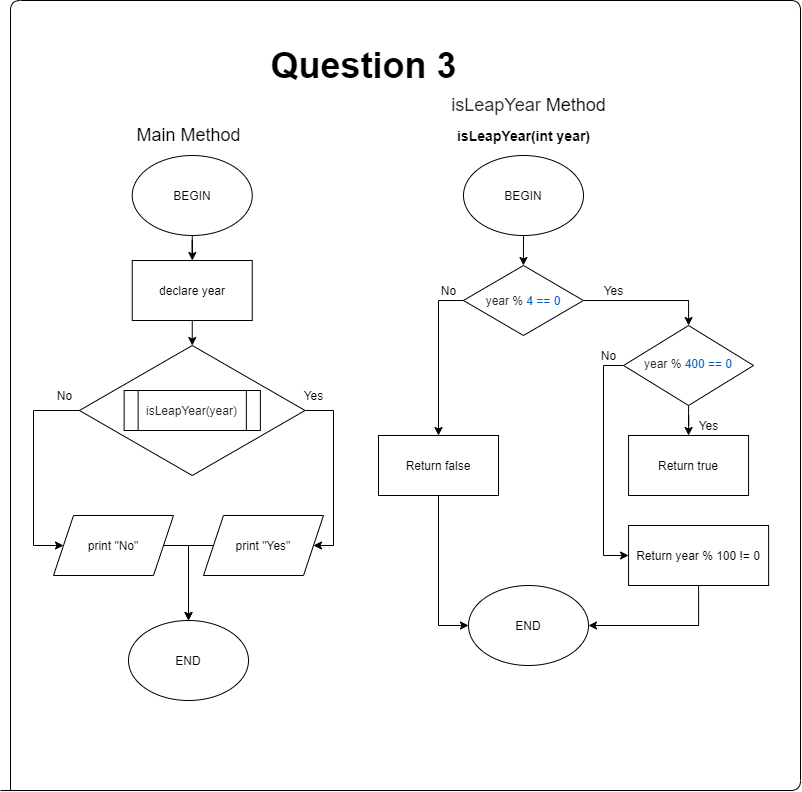 Question 3
Main Method
BEGIN
declare year
No
isLeapYear(year)
Yes
print "No"
print "Yes"
END
isLeapYear Method
isLeapYear(int year)
BEGIN
No
year % 4 == 0
Yes
No
year % 400 == 0
Yes
Return false
Return true
Return year % 100 != 0
END